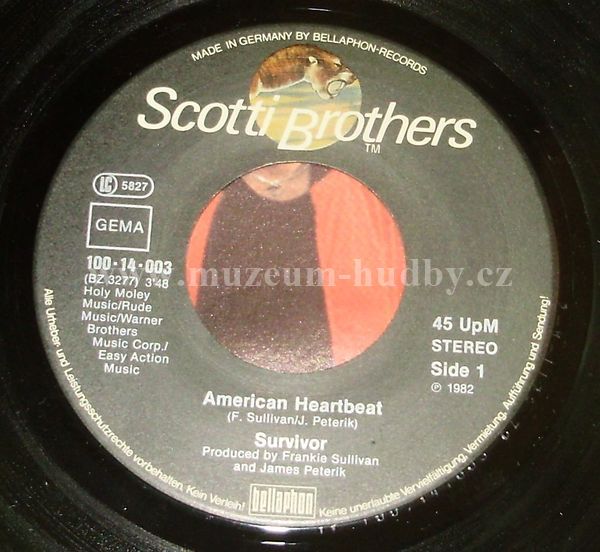 MADE IN GERMANY BY BELLAPHON-RECORDS
Scotti Brothers
TM
LC 5827
GEMA
100·14·003
(BZ 3277) 3'48
Holy Moley
Music/Rude
Music/Warner
Brothers
Music Corp./
Easy Action
Music
45 UpM
STEREO
Side 1
℗ 1982
www.muzeum-hudby.cz
American Heartbeat
(F. Sullivan/J. Peterik)
Survivor
Produced by Frankie Sullivan
and James Peterik
bellaphon
Alle Urheber- und Leistungsschutzrechte vorbehalten. Kein Verleih! Keine unerlaubte Vervielfältigung, Vermietung, Aufführung und Sendung!